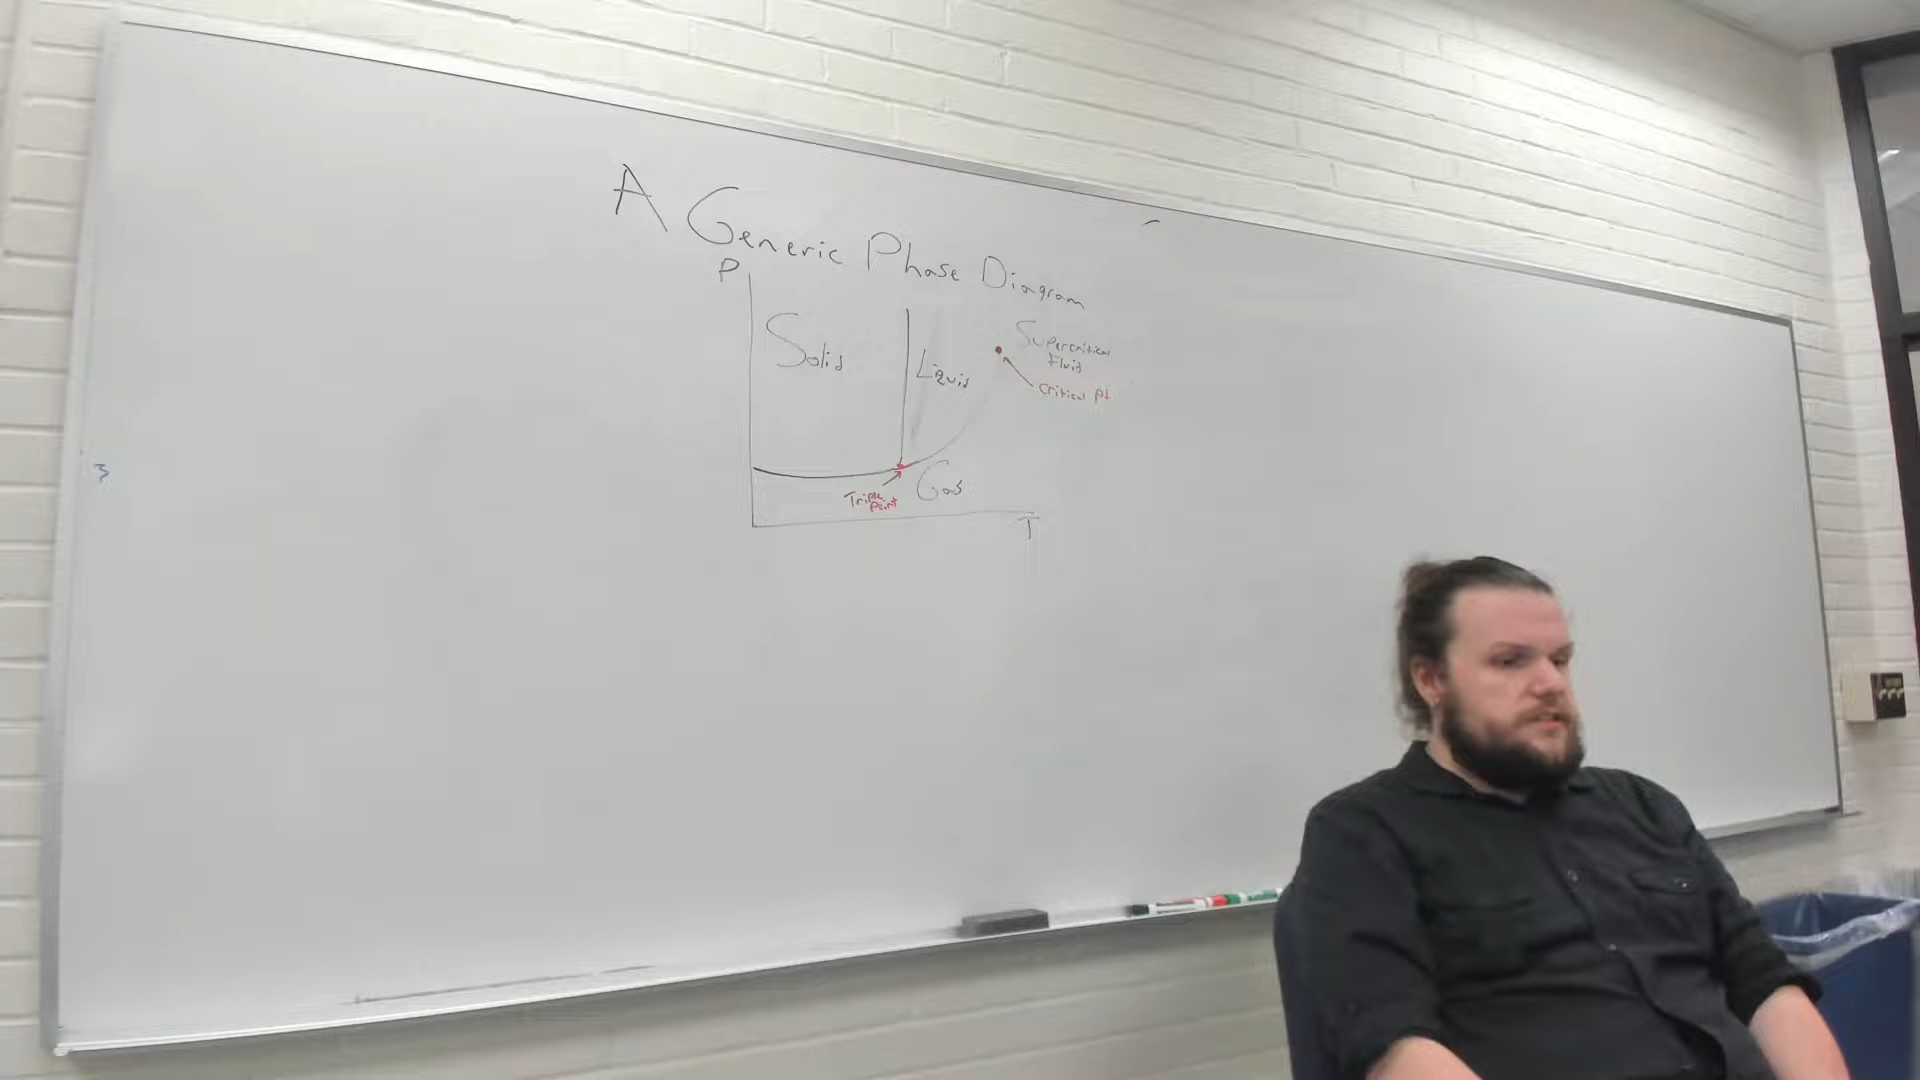 A Generic Phase Diagram
P
Solid
Liquid
Supercritical
fluid
Critical Pt
Gas
Triple
Point
T